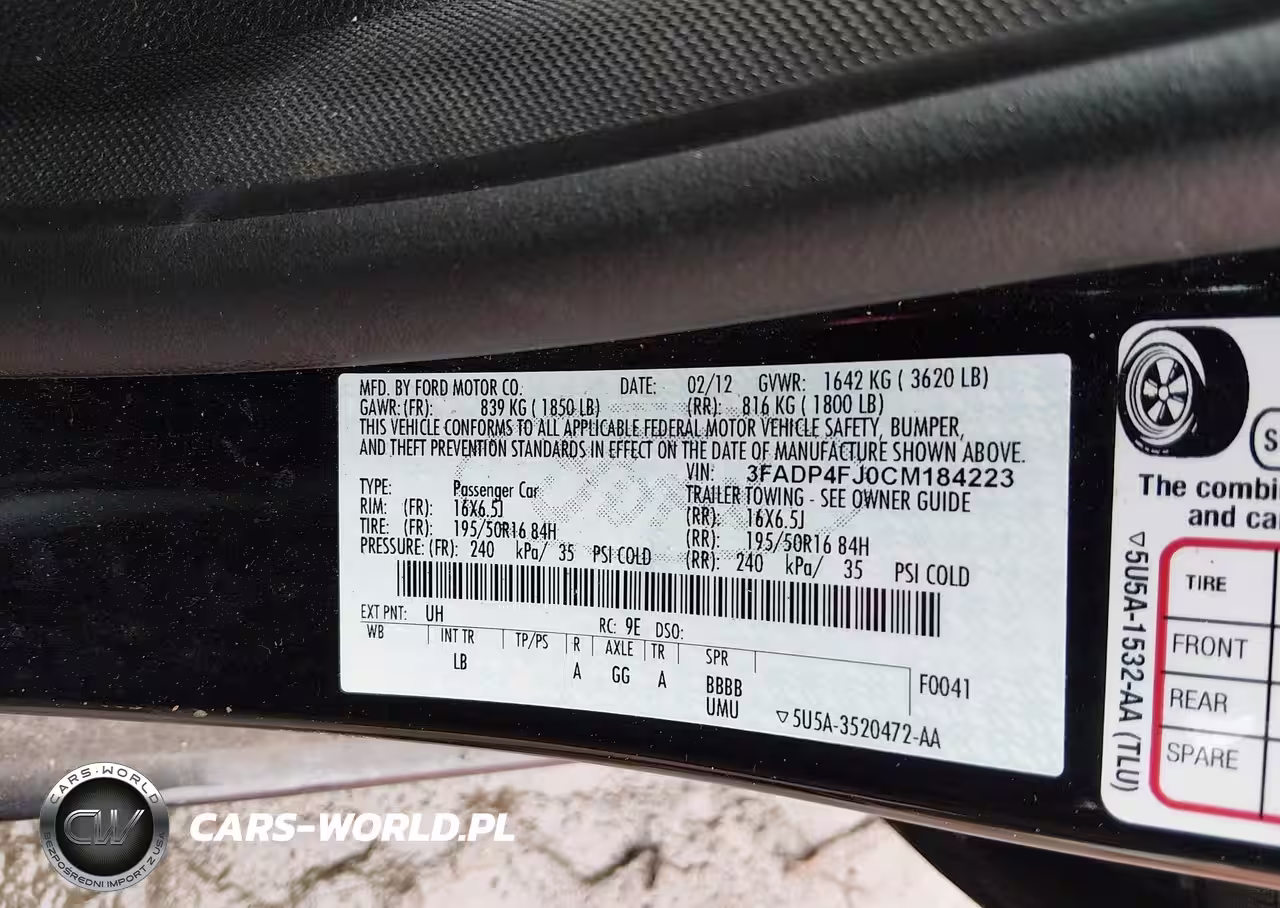 MFD. BY FORD MOTOR CO. DATE: 02/12 GVWR: 1642 KG ( 3620 LB)
GAWR: (FR): 839 KG ( 1850 LB) (RR): 816 KG ( 1800 LB)
THIS VEHICLE CONFORMS TO ALL APPLICABLE FEDERAL MOTOR VEHICLE SAFETY, BUMPER,
AND THEFT PREVENTION STANDARDS IN EFFECT ON THE DATE OF MANUFACTURE SHOWN ABOVE.
VIN: 3FADP4FJ0CM184223
TYPE: Passenger Car TRAILER TOWING - SEE OWNER GUIDE
RIM: (FR): 16X6.5J (RR): 16X6.5J
TIRE: (FR): 195/50R16 84H (RR): 195/50R16 84H
PRESSURE: (FR): 240 kPa/ 35 PSI COLD (RR): 240 kPa/ 35 PSI COLD
EXT PNT: UH RC: 9E DSO:
WB INT TR TP/PS R AXLE TR SPR
LB A GG A BBBB F0041
UMU ▽5U5A-3520472-AA
S
The combi
and ca
TIRE
FRONT
REAR
SPARE
▽5U5A-1532-AA (TLU)
CARS-WORLD
CW
BEZPOŚREDNI IMPORT Z USA
CARS-WORLD.PL